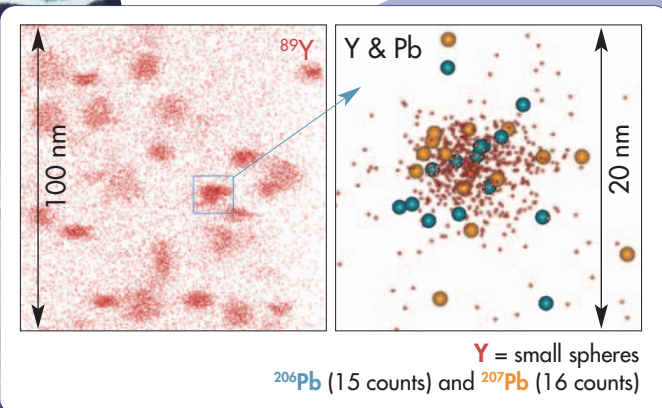 ⁸⁹Y
100 nm
Y & Pb
20 nm
Y = small spheres
²⁰⁶Pb (15 counts) and ²⁰⁷Pb (16 counts)